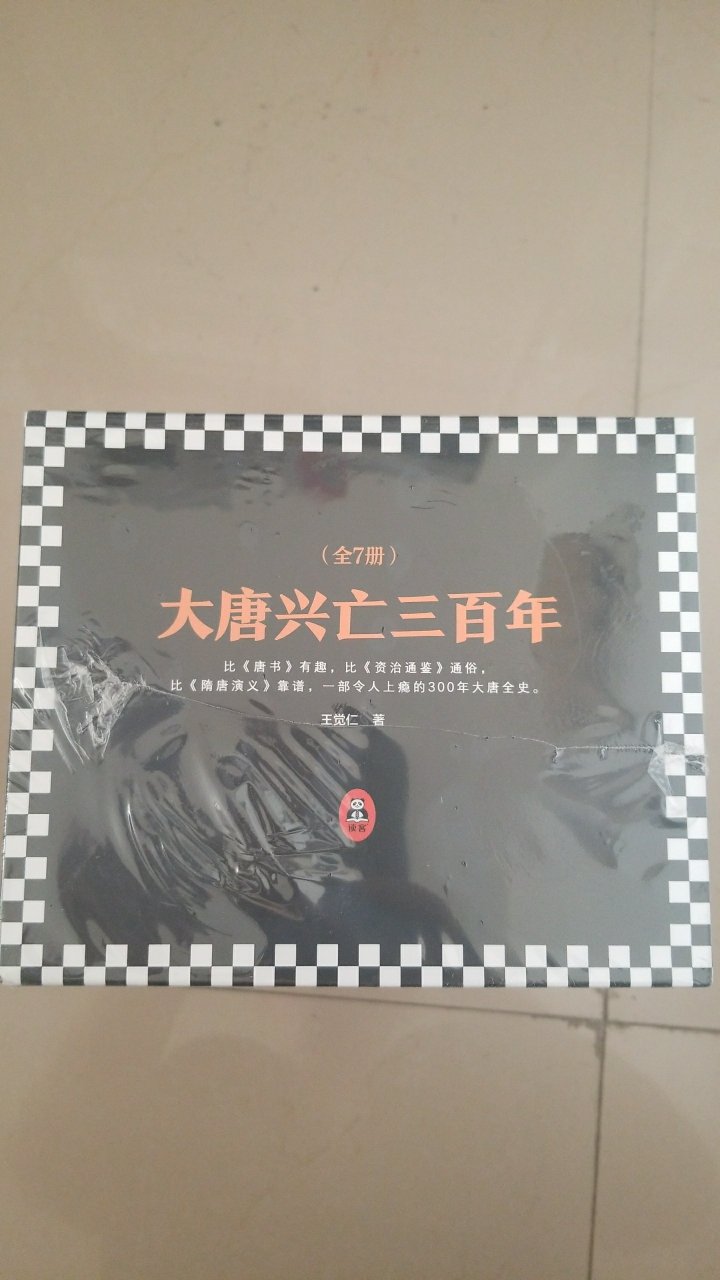 （全7册）
大唐兴亡三百年
比《唐书》有趣，比《资治通鉴》通俗，
比《隋唐演义》靠谱，一部令人上瘾的300年大唐全史。
王觉仁 著
读客